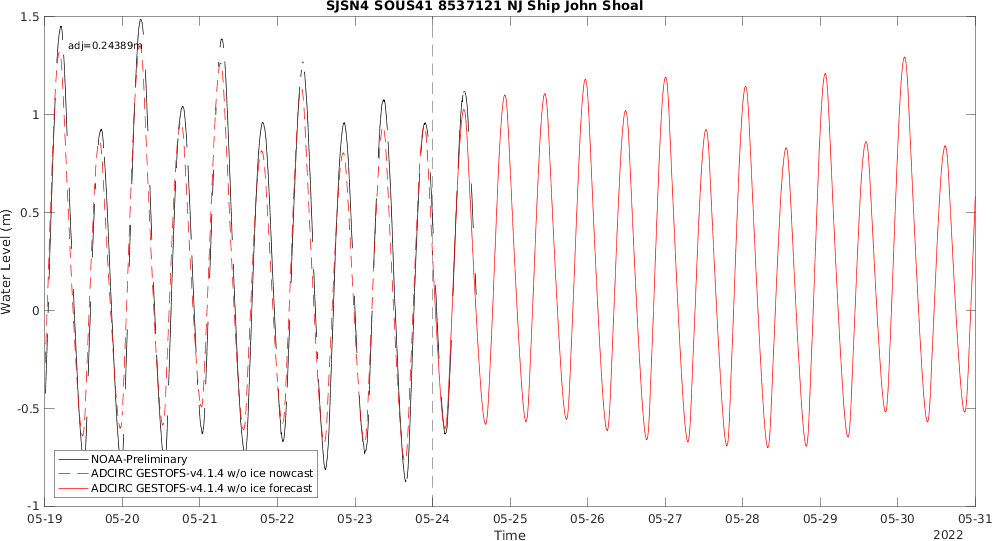 SJSN4 SOUS41 8537121 NJ Ship John Shoal
adj=0.24389m
Water Level (m)
1.5
1
0.5
0
-0.5
-1
NOAA-Preliminary
ADCIRC GESTOFS-v4.1.4 w/o ice nowcast
ADCIRC GESTOFS-v4.1.4 w/o ice forecast
05-19 05-20 05-21 05-22 05-23 05-24 05-25 05-26 05-27 05-28 05-29 05-30 05-31
Time
2022